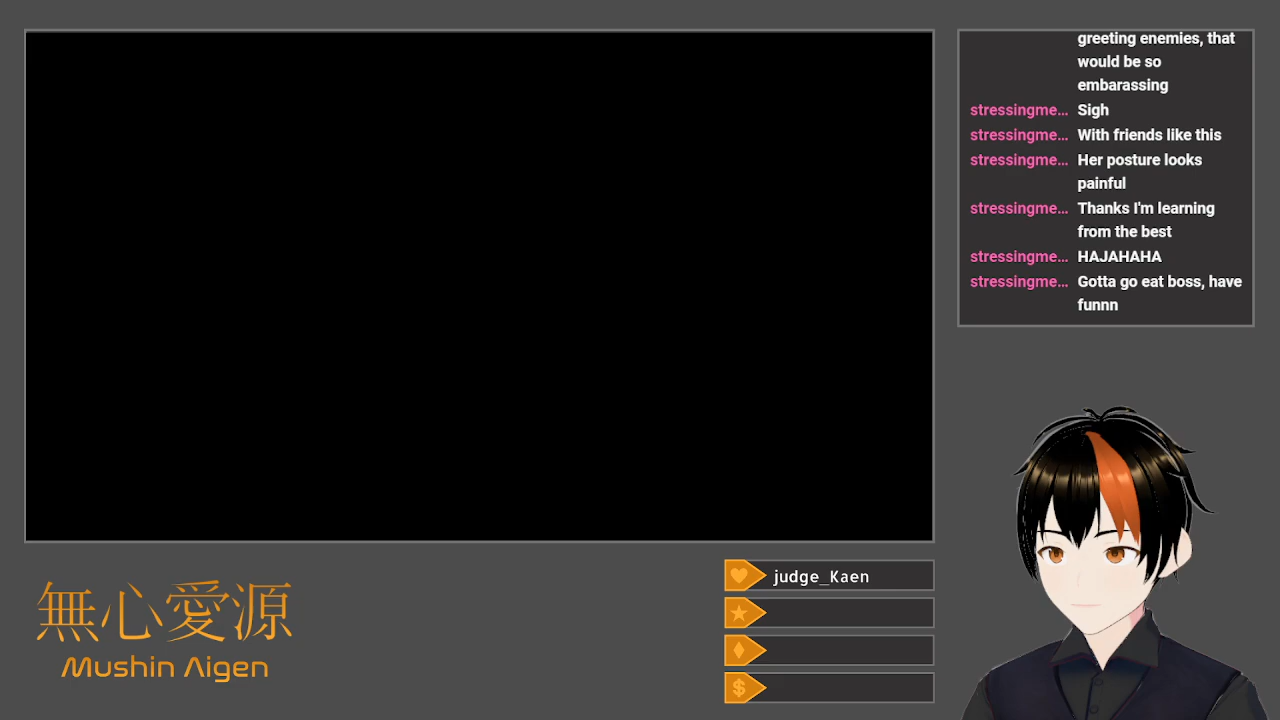 greeting enemies, that
would be so
embarassing
stressingme... Sigh
stressingme... With friends like this
stressingme... Her posture looks
painful
stressingme... Thanks I'm learning
from the best
stressingme... HAJAHAHA
stressingme... Gotta go eat boss, have
funnn
judge_Kaen
$
無心愛源
Mushin Aigen